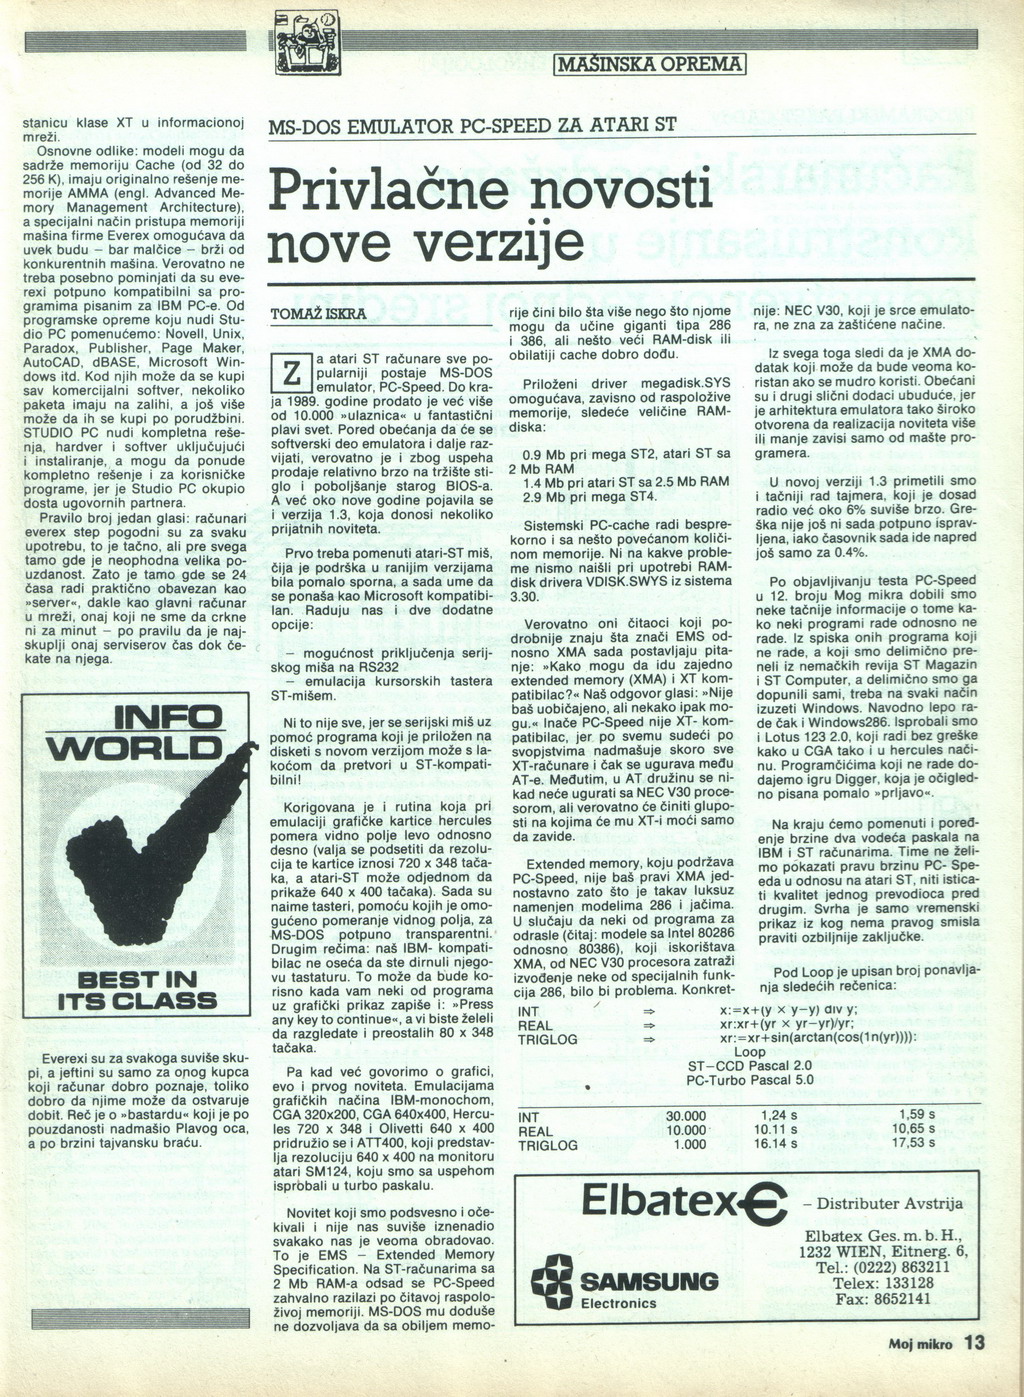 MAŠINSKA OPREMA
stanicu klase XT u informacionoj
mreži.
Osnovne odlike: modeli mogu da
sadrže memoriju Cache (od 32 do
256 K), imaju originalno rešenje me-
morije AMMA (engl. Advanced Me-
mory Management Architecture),
a specijalni način pristupa memoriji
mašina firme Everex omogućava da
uvek budu – bar malčice – brži od
konkurentnih mašina. Verovatno ne
treba posebno pominjati da su eve-
rexi potpuno kompatibilni sa pro-
gramima pisanim za IBM PC-e. Od
programske opreme koju nudi Stu-
dio PC pomenućemo: Novell, Unix,
Paradox, Publisher, Page Maker,
AutoCAD, dBASE, Microsoft Win-
dows itd. Kod njih može da se kupi
sav komercijalni softver, nekoliko
paketa imaju na zalihi, a još više
može da ih se kupi po porudžbini.
STUDIO PC nudi kompletna reše-
nja, hardver i softver uključujući
i instaliranje, a mogu da ponude
kompletno rešenje i za korisničke
programe, jer je Studio PC okupio
dosta ugovornih partnera.
Pravilo broj jedan glasi: računari
everex step pogodni su za svaku
upotrebu, to je tačno, ali pre svega
tamo gde je neophodna velika po-
uzdanost. Zato je tamo gde se 24
časa radi praktično obavezan kao
»server«, dakle kao glavni računar
u mreži, onaj koji ne sme da crkne
ni za minut – po pravilu da je naj-
skuplji onaj serviserov čas dok če-
kate na njega.
INFO
WORLD
BEST IN
ITS CLASS
Everexi su za svakoga suviše sku-
pi, a jeftini su samo za onog kupca
koji računar dobro poznaje, toliko
dobro da njime može da ostvaruje
dobit. Reč je o »bastardu« koji je po
pouzdanosti nadmašio Plavog oca,
a po brzini tajvansku braću.
MS-DOS EMULATOR PC-SPEED ZA ATARI ST
Privlačne novosti
nove verzije
TOMAŽ ISKRA
Za atari ST računare sve po-
pularniji postaje MS-DOS
emulator, PC-Speed. Do kra-
ja 1989. godine prodato je već više
od 10.000 »ulaznica« u fantastični
plavi svet. Pored obećanja da će se
softverski deo emulatora i dalje raz-
vijati, verovatno je i zbog uspeha
prodaje relativno brzo na tržište sti-
glo i poboljšanje starog BIOS-a.
A već oko nove godine pojavila se
i verzija 1.3, koja donosi nekoliko
prijatnih noviteta.
Prvo treba pomenuti atari-ST miš,
čija je podrška u ranijim verzijama
bila pomalo sporna, a sada ume da
se ponaša kao Microsoft kompatibi-
lan. Raduju nas i dve dodatne
opcije:
– mogućnost priključenja serij-
skog miša na RS232
– emulacija kursorskih tastera
ST-mišem.
Ni to nije sve, jer se serijski miš uz
pomoć programa koji je priložen na
disketi s novom verzijom može s la-
koćom da pretvori u ST-kompati-
bilni!
Korigovana je i rutina koja pri
emulaciji grafičke kartice hercules
pomera vidno polje levo odnosno
desno (valja se podsetiti da rezolu-
cija te kartice iznosi 720 x 348 tača-
ka, a atari-ST može odjednom da
prikaže 640 x 400 tačaka). Sada su
naime tasteri, pomoću kojih je omo-
gućeno pomeranje vidnog polja, za
MS-DOS potpuno transparentni.
Drugim rečima: naš IBM- kompati-
bilac ne oseća da ste dirnuli njego-
vu tastaturu. To može da bude ko-
risno kada vam neki od programa
uz grafički prikaz zapiše i: »Press
any key to continue«, a vi biste želeli
da razgledate i preostalih 80 x 348
tačaka.
Pa kad već govorimo o grafici,
evo i prvog noviteta. Emulacijama
grafičkih načina IBM-monochom,
CGA 320x200, CGA 640x400, Hercu-
les 720 x 348 i Olivetti 640 x 400
pridružio se i ATT400, koji predstav-
lja rezoluciju 640 x 400 na monitoru
atari SM124, koju smo sa uspehom
isprobali u turbo paskalu.
Novitet koji smo podsvesno i oče-
kivali i nije nas suviše iznenadio
svakako nas je veoma obradovao.
To je EMS – Extended Memory
Specification. Na ST-računarima sa
2 Mb RAM-a odsad se PC-Speed
zahvalno razilazi po čitavoj raspolo-
živoj memoriji. MS-DOS mu doduše
ne dozvoljava da sa obiljem memo-
rije čini bilo šta više nego što njome
mogu da učine giganti tipa 286
i 386, ali nešto veći RAM-disk ili
obilatiji cache dobro dođu.
Priloženi driver megadisk.SYS
omogućava, zavisno od raspoložive
memorije, sledeće veličine RAM-
diska:
0.9 Mb pri mega ST2, atari ST sa
2 Mb RAM
1.4 Mb pri atari ST sa 2.5 Mb RAM
2.9 Mb pri mega ST4.
Sistemski PC-cache radi bespre-
korno i sa nešto povećanom količi-
nom memorije. Ni na kakve proble-
me nismo naišli pri upotrebi RAM-
disk drivera VDISK.SWYS iz sistema
3.30.
Verovatno oni čitaoci koji po-
drobnije znaju šta znači EMS od-
nosno XMA sada postavljaju pita-
nje: »Kako mogu da idu zajedno
extended memory (XMA) i XT kom-
patibilac?« Naš odgovor glasi: »Nije
baš uobičajeno, ali nekako ipak mo-
gu.« Inače PC-Speed nije XT- kom-
patibilac, jer po svemu sudeći po
svopjstvima nadmašuje skoro sve
XT-računare i čak se ugurava među
AT-e. Međutim, u AT družinu se ni-
kad neće ugurati sa NEC V30 proce-
sorom, ali verovatno će činiti glupo-
sti na kojima će mu XT-i moći samo
da zavide.
Extended memory, koju podržava
PC-Speed, nije baš pravi XMA jed-
nostavno zato što je takav luksuz
namenjen modelima 286 i jačima.
U slučaju da neki od programa za
odrasle (čitaj: modele sa Intel 80286
odnosno 80386), koji iskorištava
XMA, od NEC V30 procesora zatraži
izvođenje neke od specijalnih funk-
cija 286, bilo bi problema. Konkret-
nije: NEC V30, koji je srce emulato-
ra, ne zna za zaštićene načine.
Iz svega toga sledi da je XMA do-
datak koji može da bude veoma ko-
ristan ako se mudro koristi. Obećani
su i drugi slični dodaci ubuduće, jer
je arhitektura emulatora tako široko
otvorena da realizacija noviteta više
ili manje zavisi samo od mašte pro-
gramera.
U novoj verziji 1.3 primetili smo
i tačniji rad tajmera, koji je dosad
radio već oko 6% suviše brzo. Gre-
ška nije još ni sada potpuno isprav-
ljena, iako časovnik sada ide napred
još samo za 0.4%.
Po objavljivanju testa PC-Speed
u 12. broju Mog mikra dobili smo
neke tačnije informacije o tome ka-
ko neki programi rade odnosno ne
rade. Iz spiska onih programa koji
ne rade, a koji smo delimično pre-
neli iz nemačkih revija ST Magazin
i ST Computer, a delimično smo ga
dopunili sami, treba na svaki način
izuzeti Windows. Navodno lepo ra-
de čak i Windows286. Isprobali smo
i Lotus 123 2.0, koji radi bez greške
kako u CGA tako i u hercules nači-
nu. Programčićima koji ne rade do-
dajemo igru Digger, koja je očigled-
no pisana pomalo »prljavo«.
Na kraju ćemo pomenuti i poređ-
enje brzine dva vodeća paskala na
IBM i ST računarima. Time ne želi-
mo pokazati pravu brzinu PC- Spe-
eda u odnosu na atari ST, niti isticа-
ti kvalitet jednog prevodioca pred
drugim. Svrha je samo vremenski
prikaz iz kog nema pravog smisla
praviti ozbiljnije zaključke.
Pod Loop je upisan broj ponavlja-
nja sledećih rečenica:
INT ⇒ x:=x+(y × y−y) div y;
REAL ⇒ xr:xr+(yr × yr−yr)/yr;
TRIGLOG ⇒ xr:=xr+sin(arctan(cos(1n(yr)))):
Loop
ST–CCD Pascal 2.0
PC-Turbo Pascal 5.0
INT 30.000 1,24 s 1,59 s
REAL 10.000 10.11 s 10,65 s
TRIGLOG 1.000 16.14 s 17,53 s
Elbatex
– Distributer Avstrija
Elbatex Ges. m. b. H.,
1232 WIEN, Eitnerg. 6,
Tel.: (0222) 863211
Telex: 133128
Fax: 8652141
SAMSUNG
Electronics
Moj mikro 13